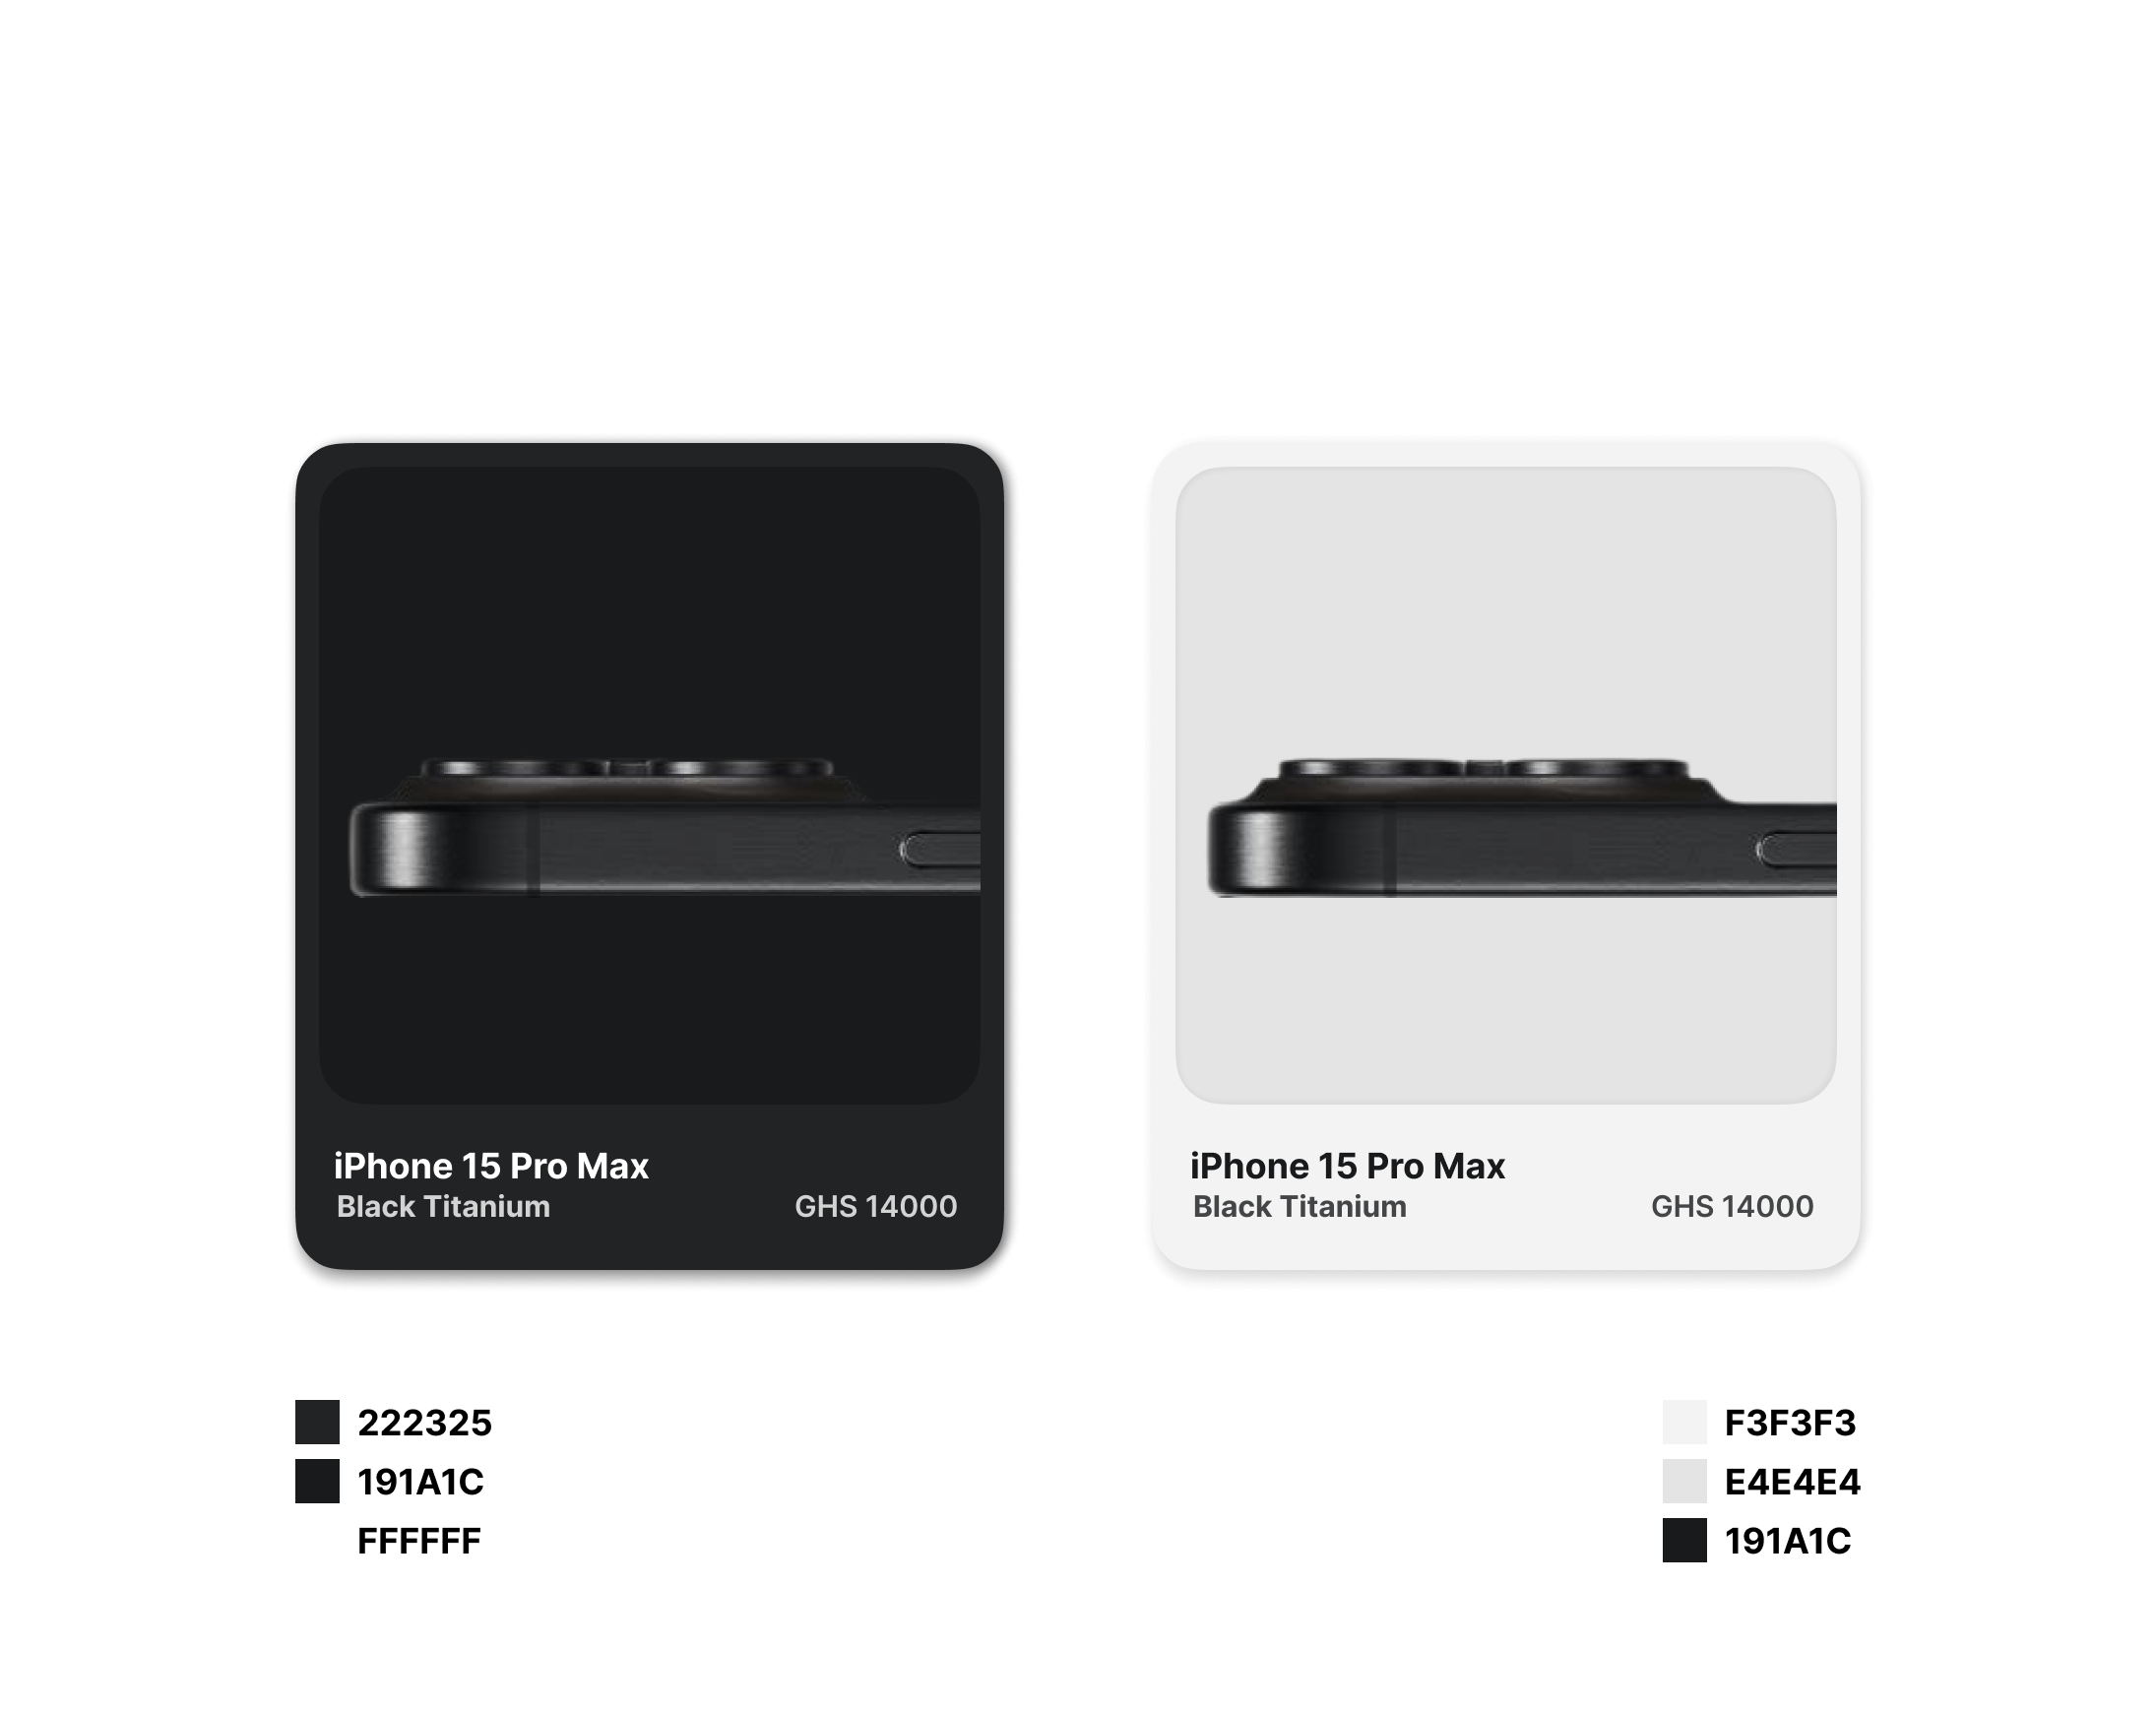 iPhone 15 Pro Max
Black Titanium GHS 14000
iPhone 15 Pro Max
Black Titanium GHS 14000
222325
191A1C
FFFFFF
F3F3F3
E4E4E4
191A1C